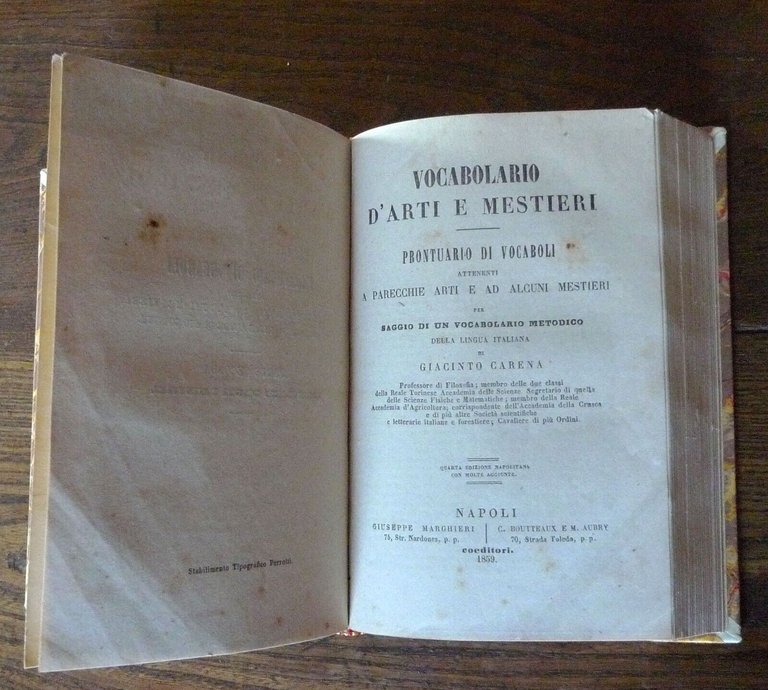 Stabilimento Tipografico Perrotti.
VOCABOLARIO
D'ARTI E MESTIERI
PRONTUARIO DI VOCABOLI
ATTENENTI
A PARECCHIE ARTI E AD ALCUNI MESTIERI
PER
SAGGIO DI UN VOCABOLARIO METODICO
DELLA LINGUA ITALIANA
DI
GIACINTO CARENA
Professore di Filosofia; membro delle due classi
della Reale Torinese Accademia delle Scienze Segretario di quella
delle Scienze Fisiche e Matematiche; membro della Reale
Accademia d'Agricoltura; corrispondente dell'Accademia della Crusca
e di più altre Società scientifiche
e letterarie italiane e forestiere; Cavaliere di più Ordini.
QUARTA EDIZIONE NAPOLITANA
CON MOLTE AGGIUNTE.
NAPOLI
GIUSEPPE MARGHIERI
75, Str. Nardones, p. p.
C. BOUTTEAUX E M. AUBRY
70, Strada Toledo, p. p.
coeditori.
1859.